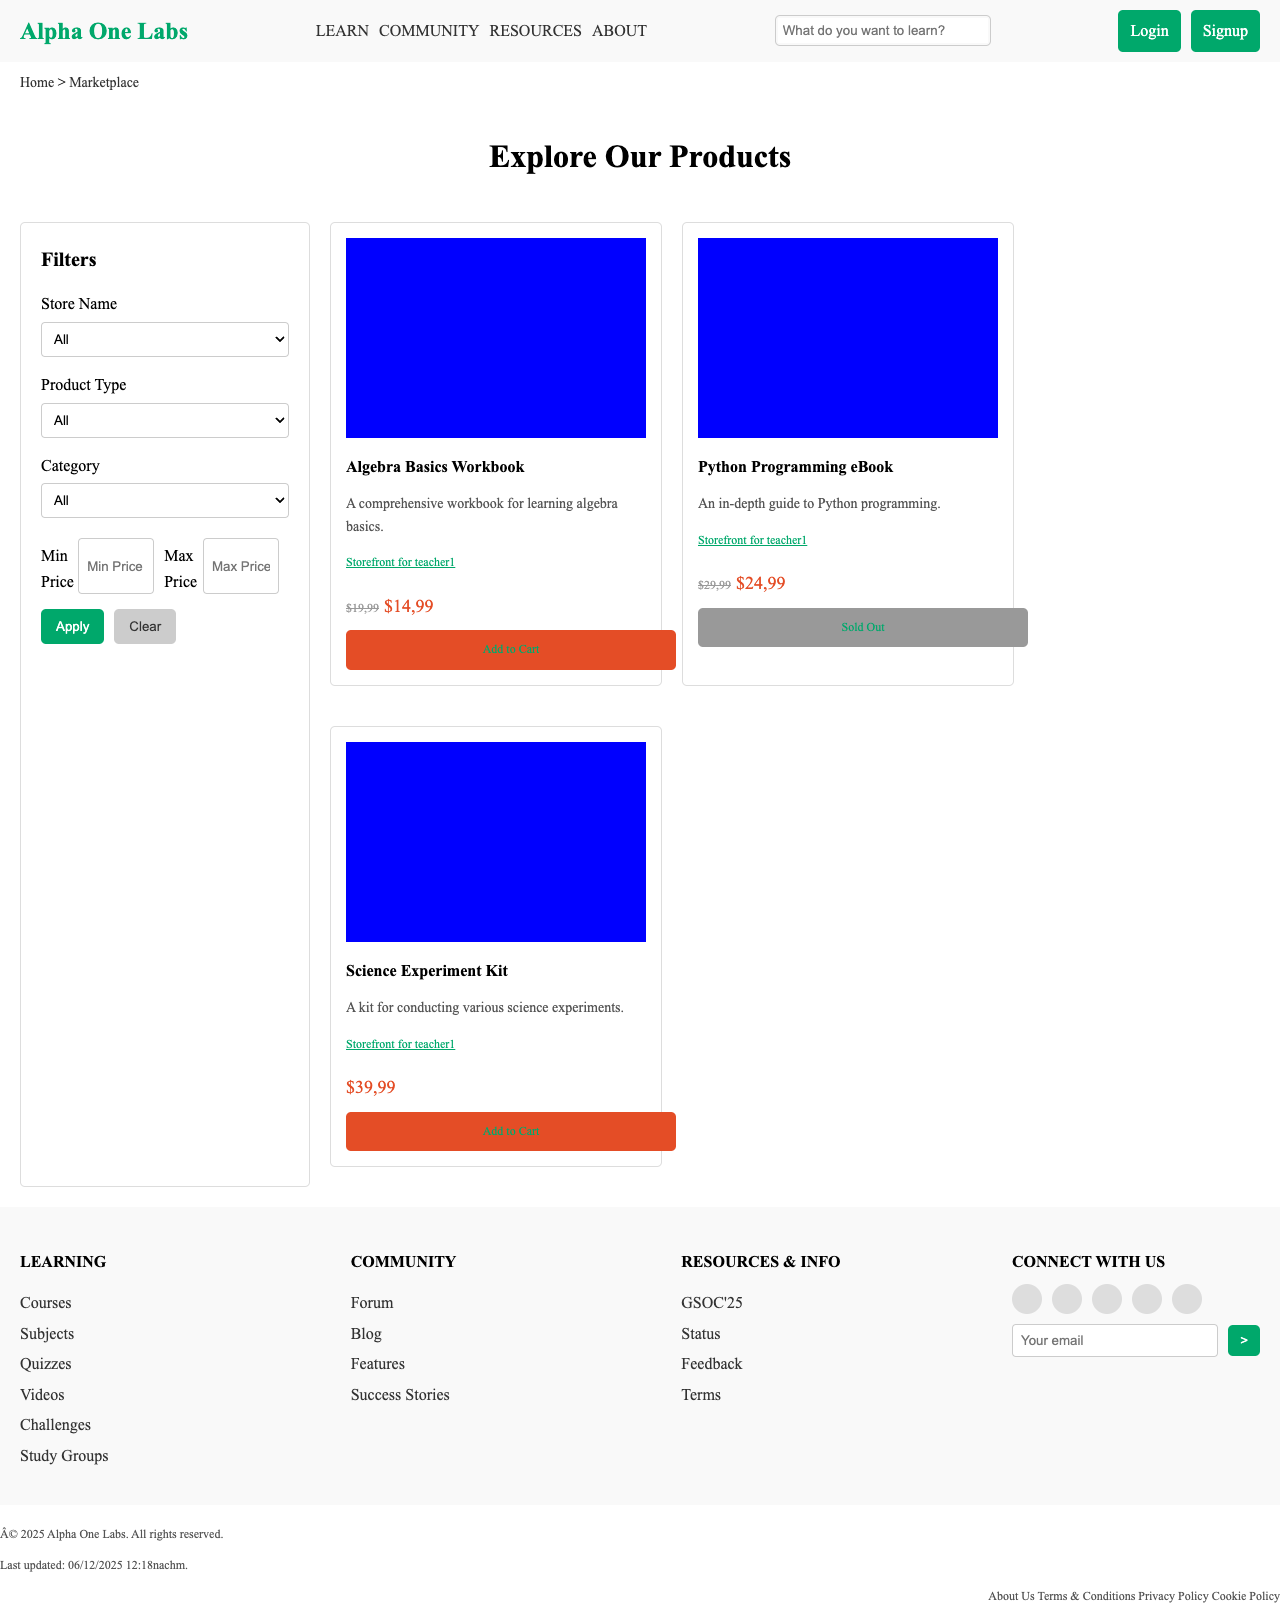 Alpha One Labs
LEARN COMMUNITY RESOURCES ABOUT
What do you want to learn?
Login
Signup
Home > Marketplace
Explore Our Products
Filters
Store Name
All
Product Type
All
Category
All
Min Price
Min Price
Max Price
Max Price
Apply
Clear
Algebra Basics Workbook
A comprehensive workbook for learning algebra
basics.
Storefront for teacher1
$19,99 $14,99
Add to Cart
Python Programming eBook
An in-depth guide to Python programming.
Storefront for teacher1
$29,99 $24,99
Sold Out
Science Experiment Kit
A kit for conducting various science experiments.
Storefront for teacher1
$39,99
Add to Cart
LEARNING
Courses
Subjects
Quizzes
Videos
Challenges
Study Groups
COMMUNITY
Forum
Blog
Features
Success Stories
RESOURCES & INFO
GSOC'25
Status
Feedback
Terms
CONNECT WITH US
Your email
>
Â© 2025 Alpha One Labs. All rights reserved.
Last updated: 06/12/2025 12:18nachm.
About Us Terms & Conditions Privacy Policy Cookie Policy